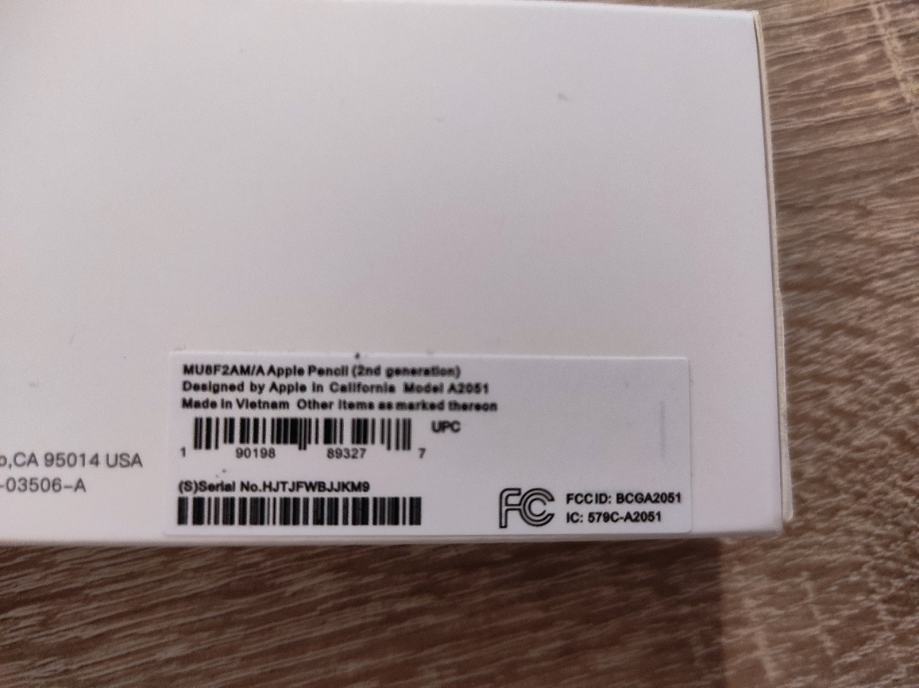 MU8F2AM/A Apple Pencil (2nd generation)
Designed by Apple in California Model A2051
Made in Vietnam Other items as marked thereon
UPC
1 90198 89327 7
o,CA 95014 USA
-03506-A
(S)Serial No.HJTJFWBJJKM9
FC
FCC ID: BCGA2051
IC: 579C-A2051